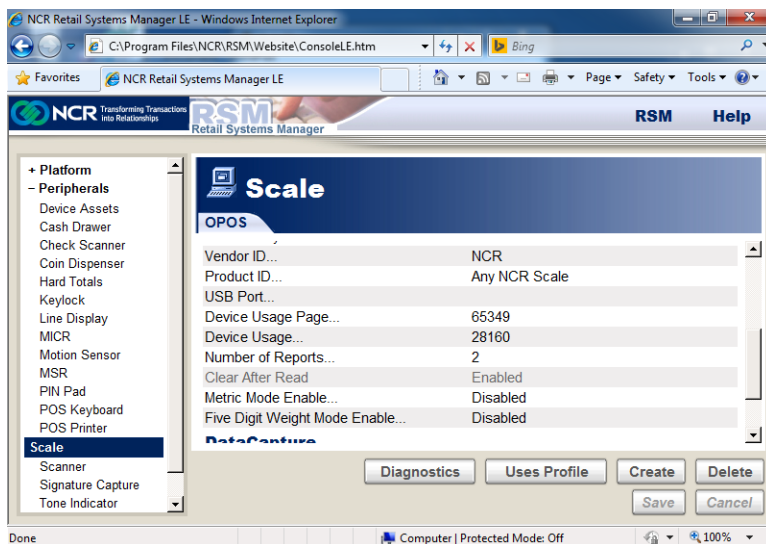 NCR Retail Systems Manager LE - Windows Internet Explorer
C:\Program Files\NCR\RSM\Website\ConsoleLE.htm
Bing
Favorites
NCR Retail Systems Manager LE
Page
Safety
Tools
NCR Transforming Transactions
into Relationships
RSM
Retail Systems Manager
RSM
Help
+ Platform
– Peripherals
Device Assets
Cash Drawer
Check Scanner
Coin Dispenser
Hard Totals
Keylock
Line Display
MICR
Motion Sensor
MSR
PIN Pad
POS Keyboard
POS Printer
Scale
Scanner
Signature Capture
Tone Indicator
Scale
OPOS
Vendor ID... NCR
Product ID... Any NCR Scale
USB Port...
Device Usage Page... 65349
Device Usage... 28160
Number of Reports... 2
Clear After Read Enabled
Metric Mode Enable... Disabled
Five Digit Weight Mode Enable... Disabled
DataCapture
Diagnostics
Uses Profile
Create
Delete
Save
Cancel
Done
Computer | Protected Mode: Off
100%